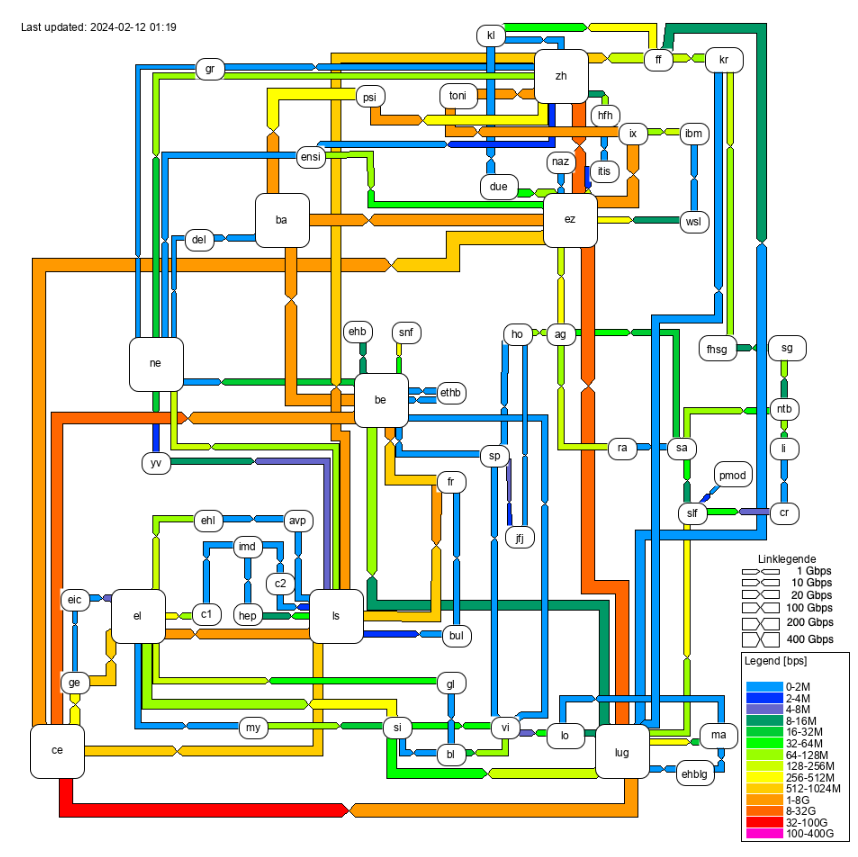 Last updated: 2024-02-12 01:19
kl
ff
kr
gr
zh
psi
toni
hfh
ix
ibm
ensi
naz
itis
due
ba
ez
wsl
del
ehb
snf
ho
ag
fhsg
sg
ne
be
ethb
ntb
yv
sp
ra
sa
li
fr
pmod
jfj
slf
cr
ehl
avp
imd
c2
eic
el
c1
hep
ls
bul
ge
gl
my
si
vi
lo
ma
ce
bl
lug
ehblg
Linklegende
1 Gbps
10 Gbps
20 Gbps
100 Gbps
200 Gbps
400 Gbps
Legend [bps]
0-2M
2-4M
4-8M
8-16M
16-32M
32-64M
64-128M
128-256M
256-512M
512-1024M
1-8G
8-32G
32-100G
100-400G